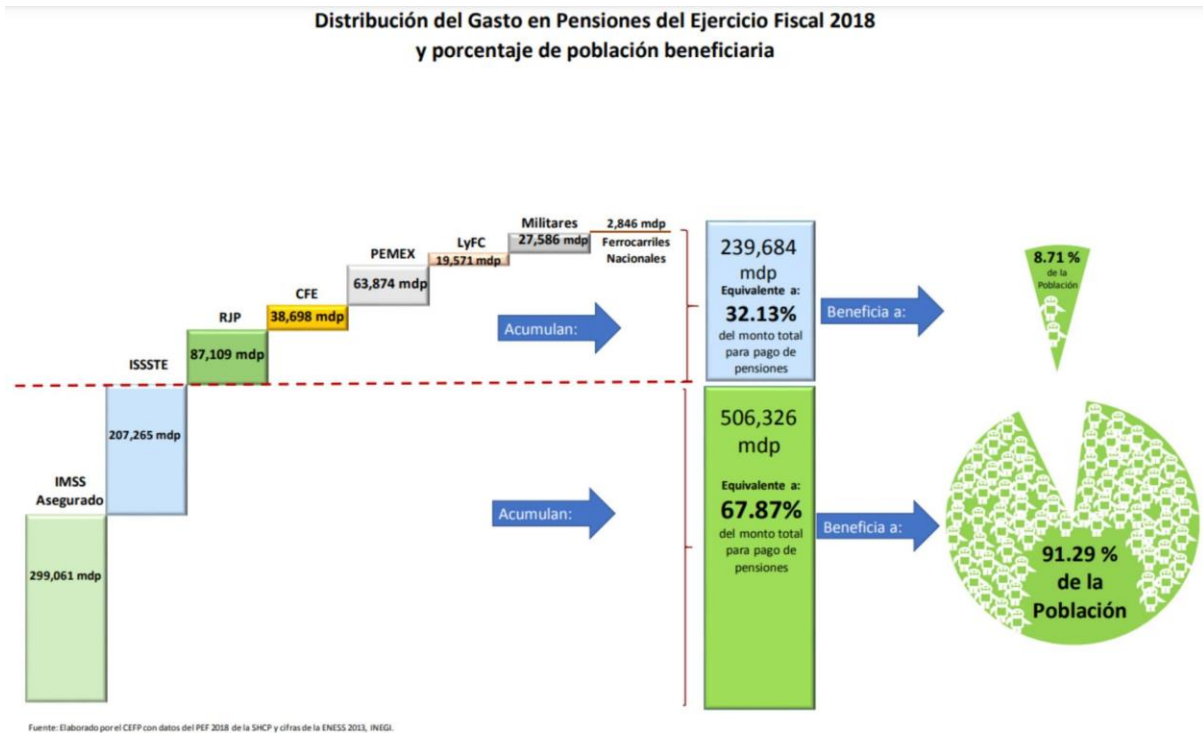 Distribución del Gasto en Pensiones del Ejercicio Fiscal 2018
y porcentaje de población beneficiaria
IMSS
Asegurado
299,061 mdp
ISSSTE
207,265 mdp
RJP
87,109 mdp
CFE
38,698 mdp
PEMEX
63,874 mdp
LyFC
19,571 mdp
Militares
27,586 mdp
2,846 mdp
Ferrocarriles
Nacionales
Acumulan:
239,684
mdp
Equivalente a:
32.13%
del monto total
para pago de
pensiones
Beneficia a:
8.71 %
de la
Población
Acumulan:
506,326
mdp
Equivalente a:
67.87%
del monto total
para pago de
pensiones
Beneficia a:
91.29 %
de la
Población
Fuente: Elaborado por el CEFP con datos del PEF 2018 de la SHCP y cifras de la ENESS 2013, INEGI.